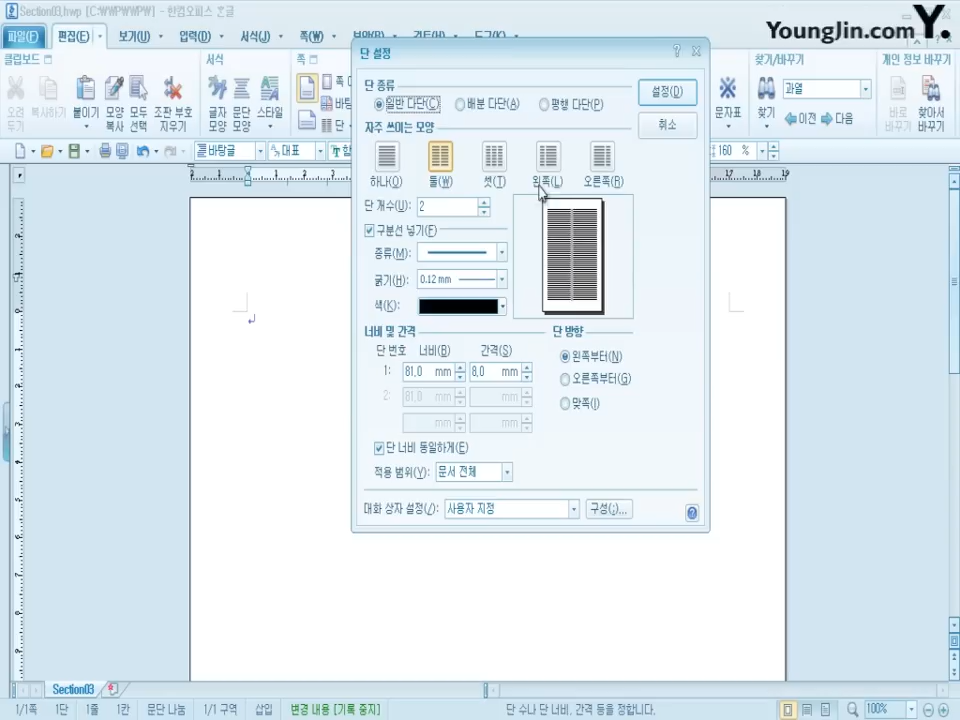 Section03.hwp [C:\WWPWWPW] - 한컴오피스 한글
YoungJin.com Y.
파일(F) 편집(E) 보기(U) 입력(D) 서식(J) 쪽(W)
클립보드 서식 쪽 찾기/바꾸기 개인 정보 바꾸기
오려 두기 복사하기 붙이기 모양 복사 모두 선택 조판 부호 지우기 글자 모양 문단 모양 스타일
바탕
단
문자표 찾기 과열 이전 다음 바로 바꾸기 찾아서 바꾸기
바탕글 대표 160 %
단 설정
단 종류
일반 다단(C) 배분 다단(A) 평행 다단(P)
설정(D)
취소
자주 쓰이는 모양
하나(O) 둘(W) 셋(T) 왼쪽(L) 오른쪽(R)
단 개수(U): 2
구분선 넣기(F)
종류(M):
굵기(H): 0.12 mm
색(K):
너비 및 간격 단 방향
단 번호 너비(B) 간격(S)
1: 81.0 mm 8.0 mm
2: 81.0 mm mm
mm mm
왼쪽부터(N)
오른쪽부터(G)
맞쪽(I)
단 너비 동일하게(E)
적용 범위(Y): 문서 전체
대화 상자 설정(/): 사용자 지정 구성(;)...
Section03
1/1쪽 1단 1줄 1칸 문단 나눔 1/1 구역 삽입 변경 내용 [기록 중지] 단 수나 단 너비, 간격 등을 정합니다. 100%